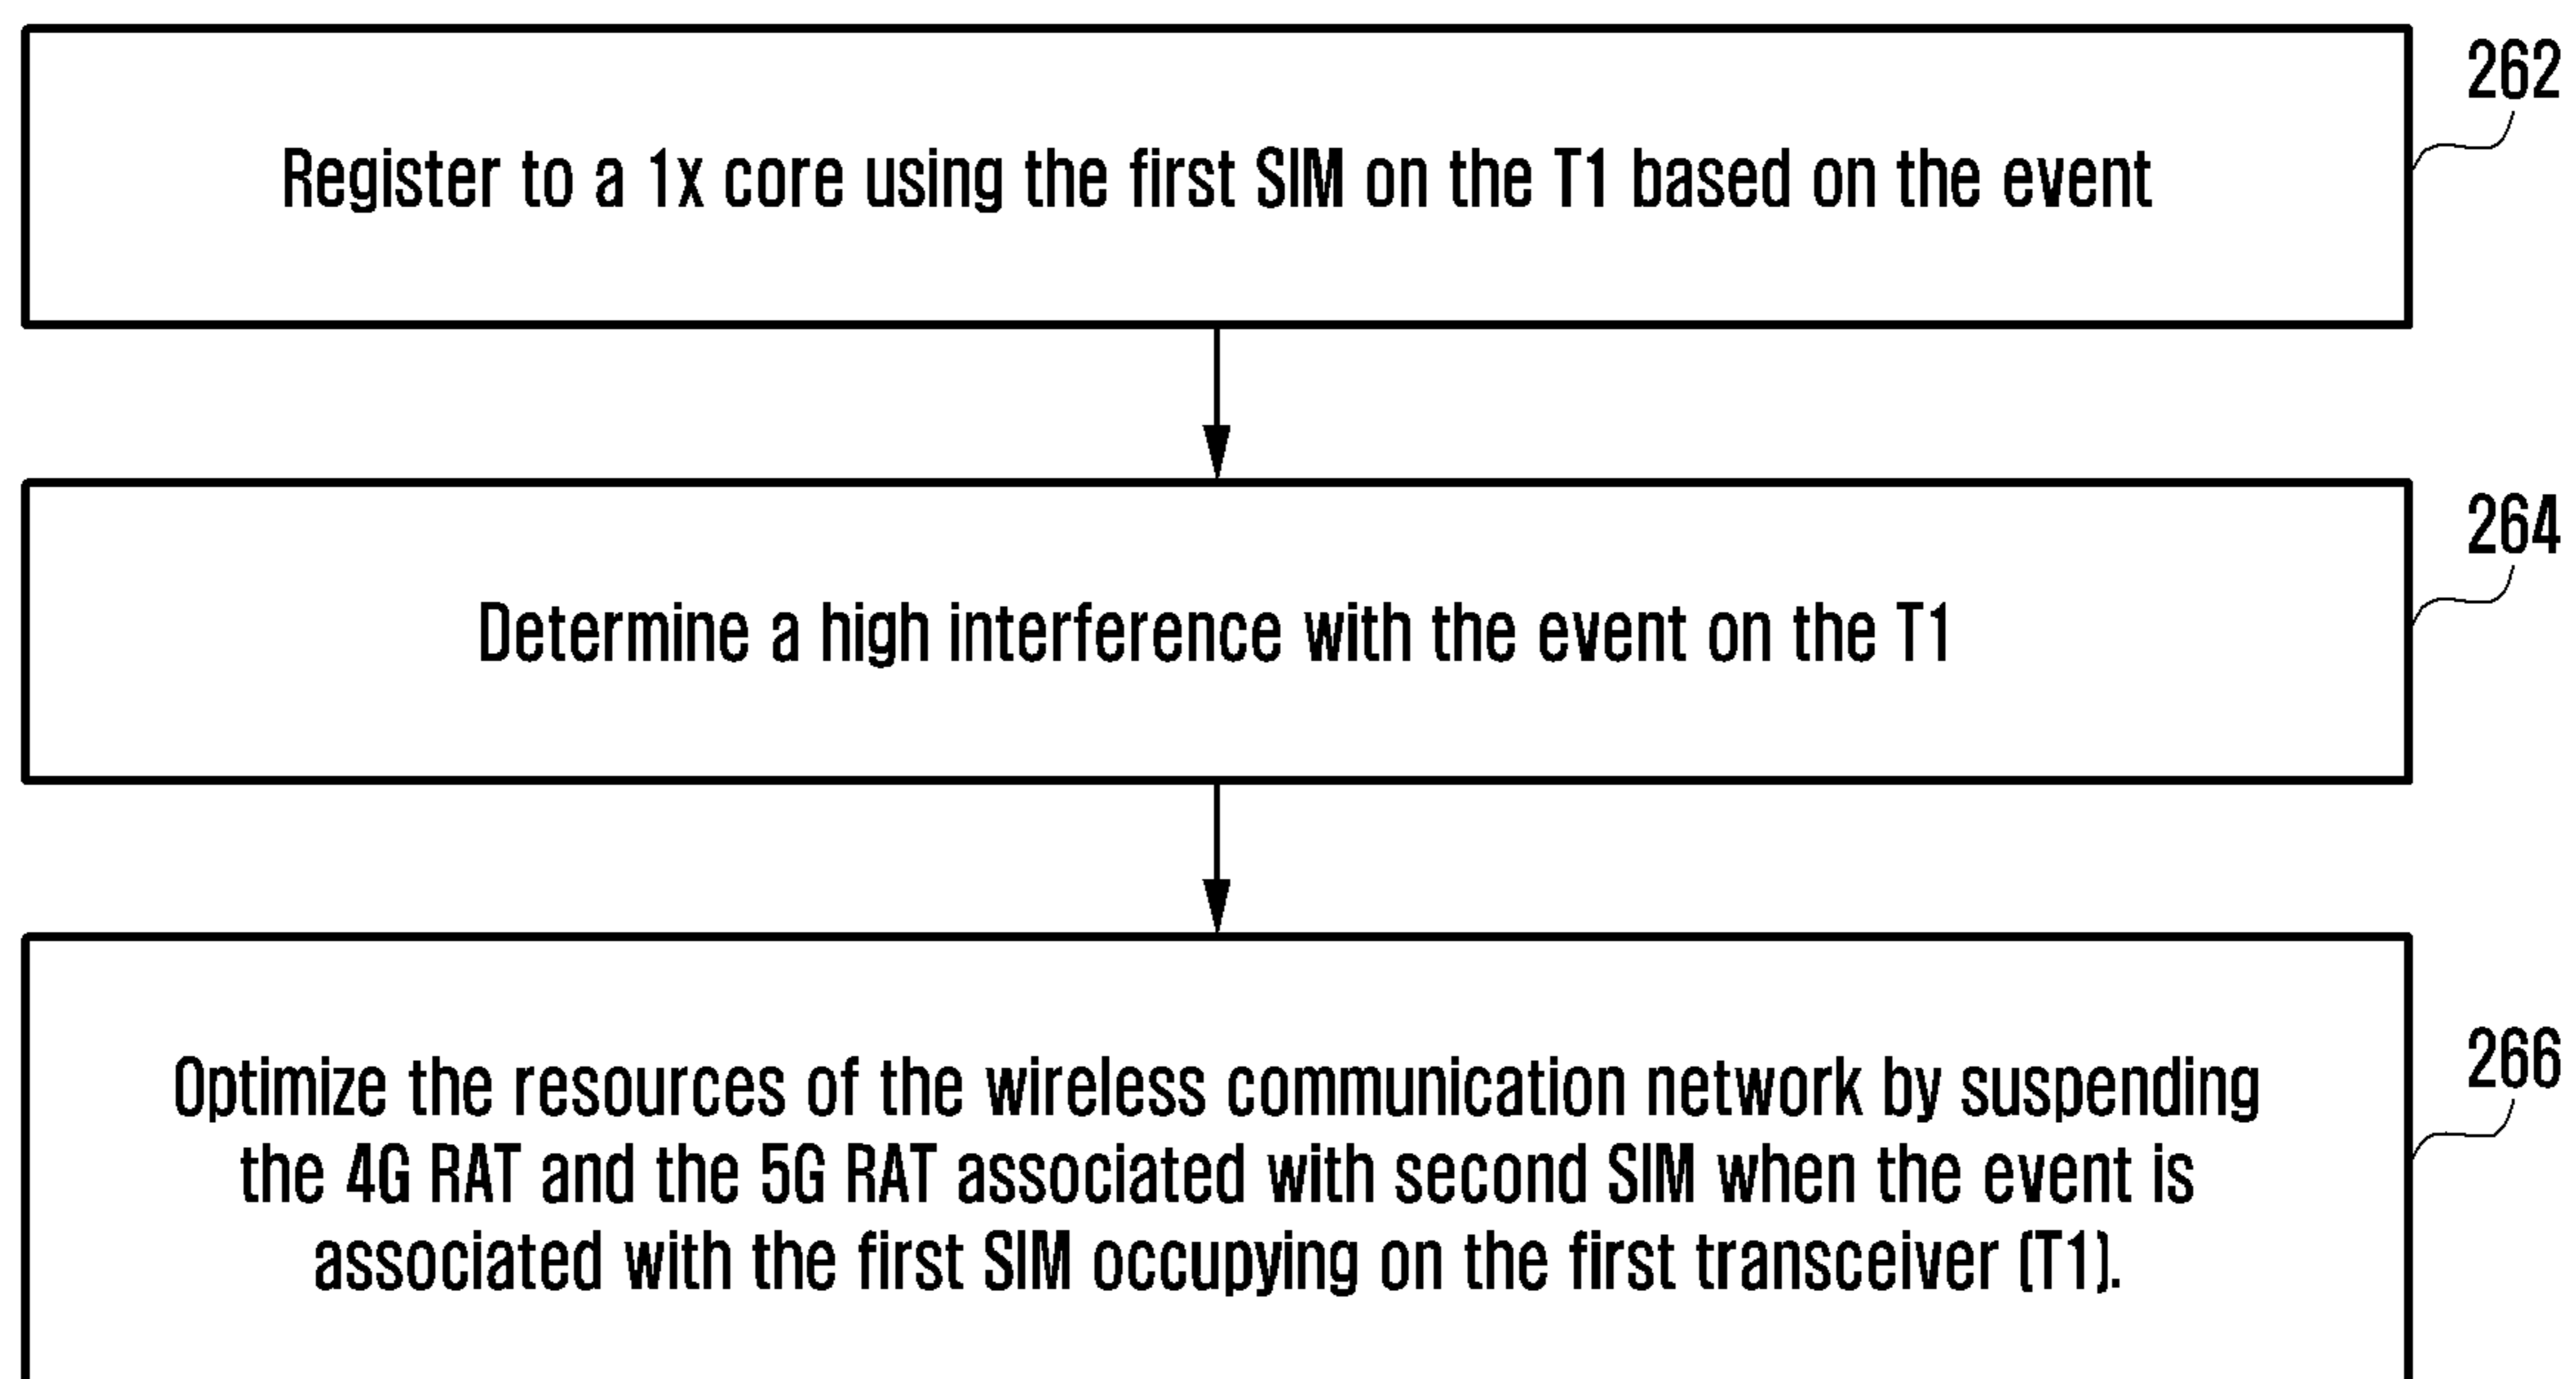 262
Register to a 1x core using the first SIM on the T1 based on the event
264
Determine a high interference with the event on the T1
266
Optimize the resources of the wireless communication network by suspending
the 4G RAT and the 5G RAT associated with second SIM when the event is
associated with the first SIM occupying on the first transceiver (T1).